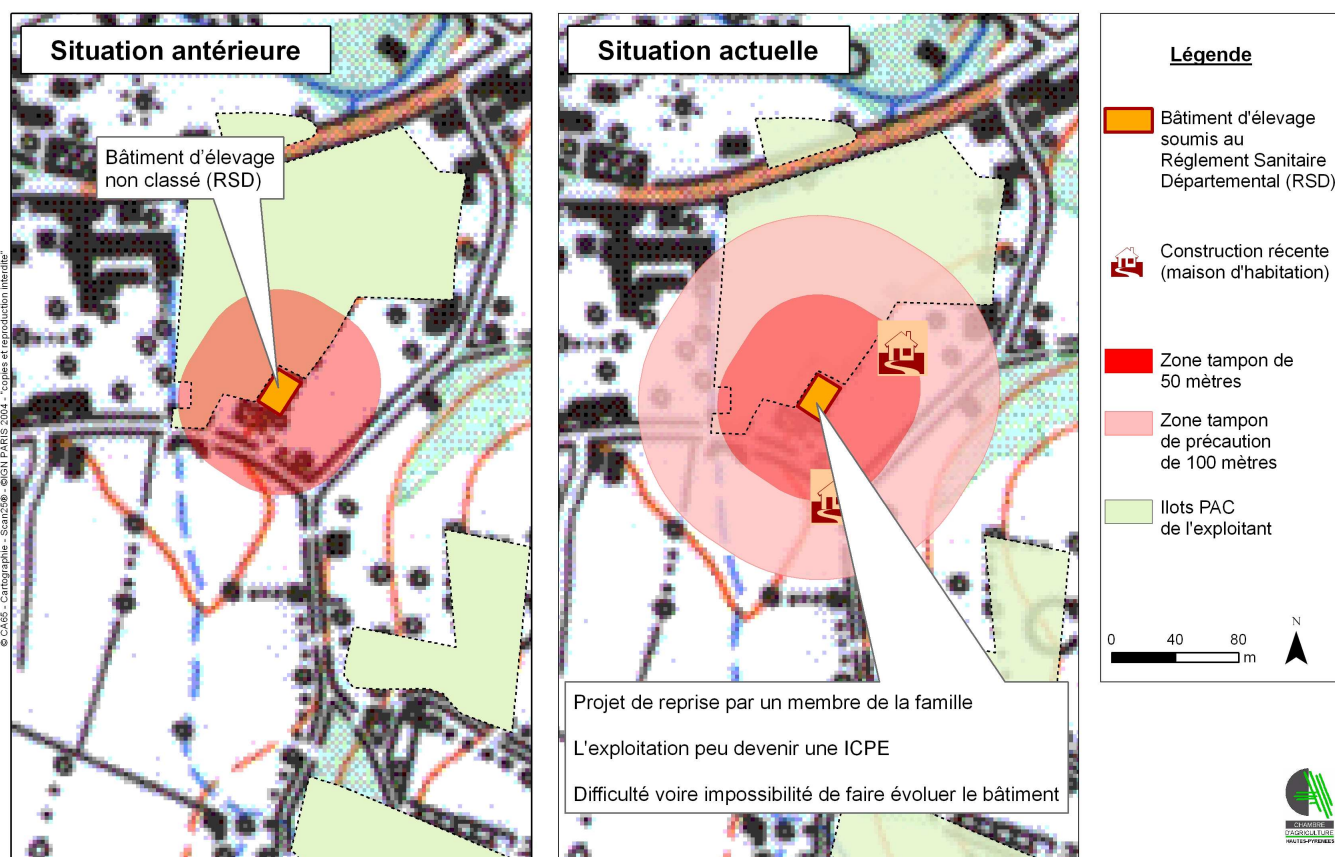 Situation antérieure
Bâtiment d'élevage
non classé (RSD)
© CA65 - Cartographie - Scan25® - ©IGN PARIS 2004 - "copies et reproduction interdite"
Situation actuelle
Projet de reprise par un membre de la famille
L'exploitation peu devenir une ICPE
Difficulté voire impossibilité de faire évoluer le bâtiment
Légende
Bâtiment d'élevage
soumis au
Réglement Sanitaire
Départemental (RSD)
Construction récente
(maison d'habitation)
Zone tampon de
50 mètres
Zone tampon
de précaution
de 100 mètres
Ilots PAC
de l'exploitant
N
0 40 80
m
CHAMBRE
D'AGRICULTURE
HAUTES-PYRENEES